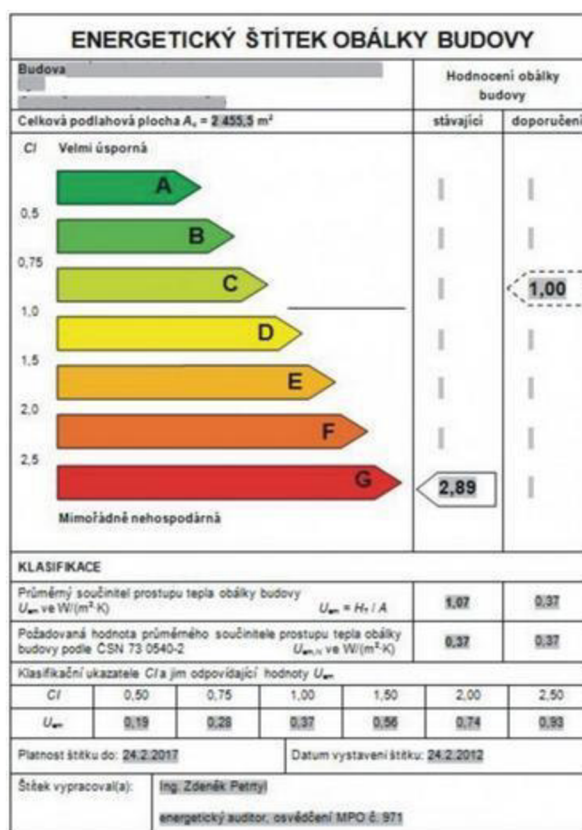 ENERGETICKÝ ŠTÍTEK OBÁLKY BUDOVY
Budova
Hodnocení obálky
budovy
Celková podlahová plocha Ac = 2 455,5 m²
stávající
doporučení
CI Velmi úsporná
A
0,5
B
0,75
C
1,00
1,0
D
1,5
E
2,0
F
2,5
G
2,89
Mimořádně nehospodárná
KLASIFIKACE
Průměrný součinitel prostupu tepla obálky budovy
Uem ve W/(m²·K) Uem = HT / A
1,07
0,37
Požadovaná hodnota průměrného součinitele prostupu tepla obálky
budovy podle ČSN 73 0540-2 Uem,N ve W/(m²·K)
0,37
0,37
Klasifikační ukazatele CI a jim odpovídající hodnoty Uem
CI 0,50 0,75 1,00 1,50 2,00 2,50
Uem 0,19 0,28 0,37 0,56 0,74 0,93
Platnost štítku do: 24.2.2017
Datum vystavení štítku: 24.2.2012
Štítek vypracoval(a):
Ing. Zdeněk Petrtyl
energetický auditor, osvědčení MPO č. 971